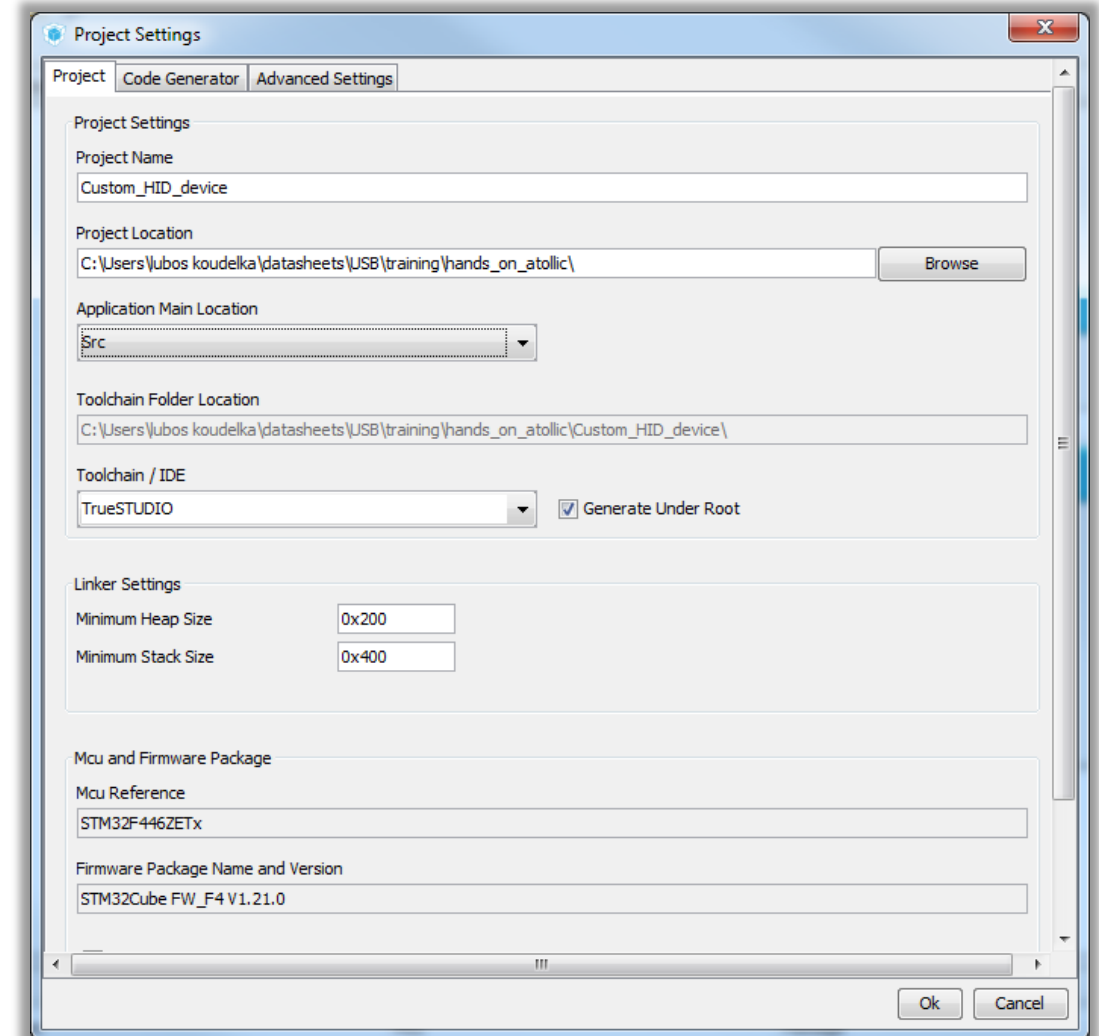 Project Settings
Project Code Generator Advanced Settings
Project Settings
Project Name
Custom_HID_device
Project Location
C:\Users\lubos koudelka\datasheets\USB\training\hands_on_atollic\ Browse
Application Main Location
Src
Toolchain Folder Location
C:\Users\lubos koudelka\datasheets\USB\training\hands_on_atollic\Custom_HID_device\
Toolchain / IDE
TrueSTUDIO Generate Under Root
Linker Settings
Minimum Heap Size 0x200
Minimum Stack Size 0x400
Mcu and Firmware Package
Mcu Reference
STM32F446ZETx
Firmware Package Name and Version
STM32Cube FW_F4 V1.21.0
Ok Cancel